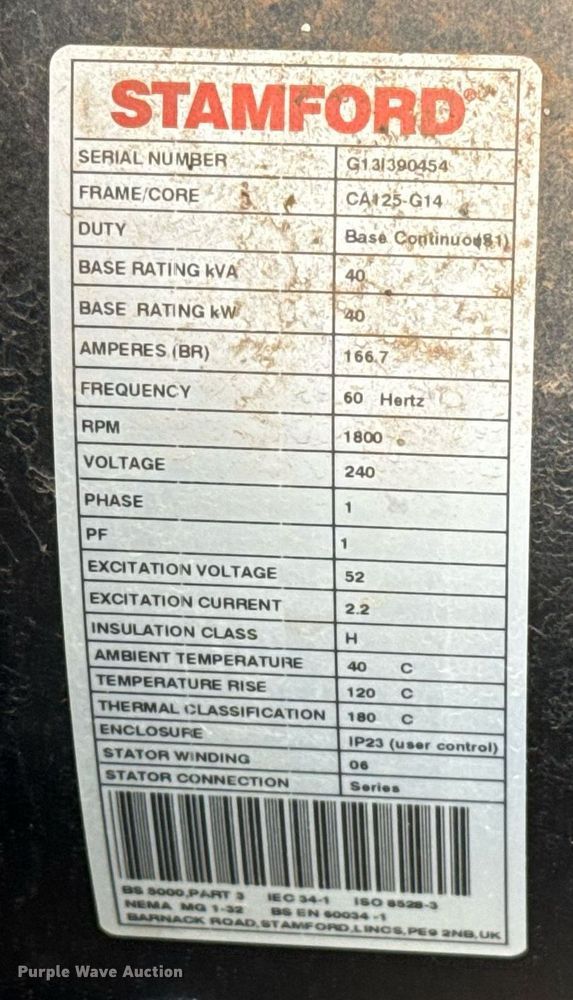 STAMFORD®
SERIAL NUMBER G13I390454
FRAME/CORE CA125-G14
DUTY Base Continuous(S1)
BASE RATING kVA 40
BASE RATING kW 40
AMPERES (BR) 166.7
FREQUENCY 60 Hertz
RPM 1800
VOLTAGE 240
PHASE 1
PF 1
EXCITATION VOLTAGE 52
EXCITATION CURRENT 2.2
INSULATION CLASS H
AMBIENT TEMPERATURE 40 C
TEMPERATURE RISE 120 C
THERMAL CLASSIFICATION 180 C
ENCLOSURE IP23 (user control)
STATOR WINDING 06
STATOR CONNECTION Series
BS 5000,PART 3 IEC 34-1 ISO 8528-3
NEMA MG 1-32 BS EN 60034 -1
BARNACK ROAD,STAMFORD,LINCS,PE9 2NB,UK
Purple Wave Auction